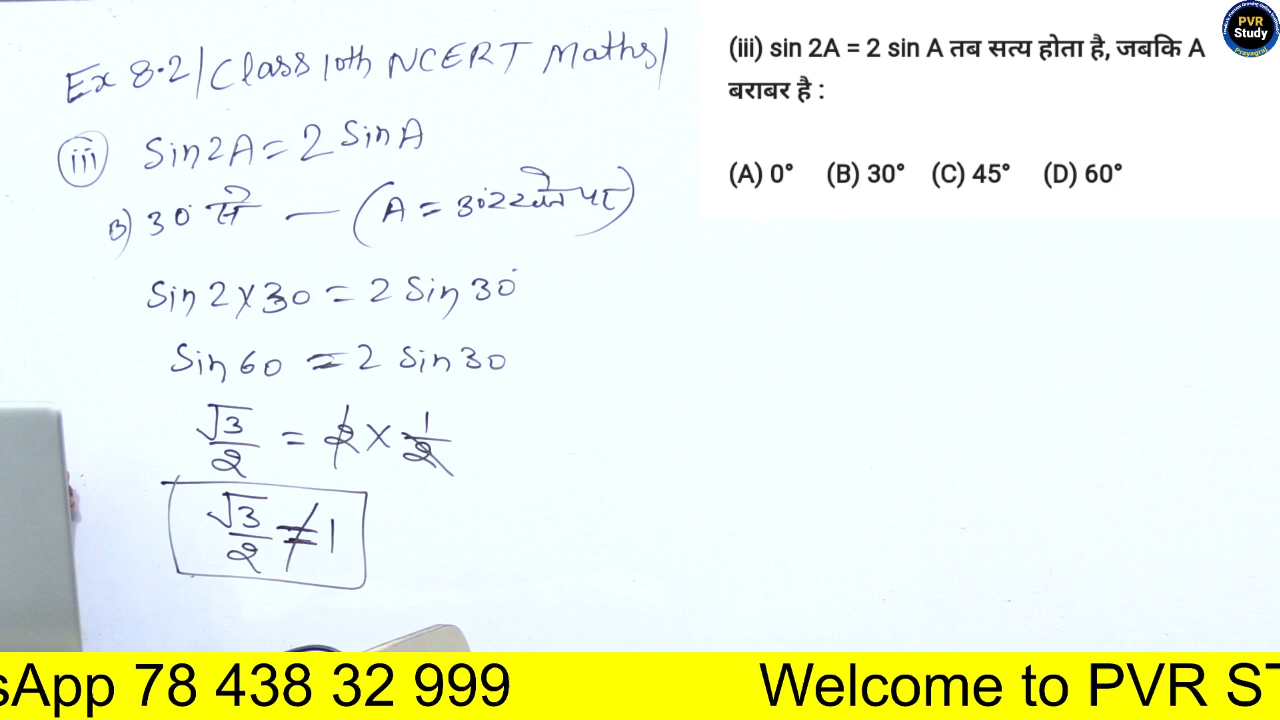 Ex 8.2 | Class 10th NCERT Maths |
(iii) Sin2A = 2 SinA
B) 30° से — (A = 30° रखने पर)
Sin 2×30 = 2 Sin 30°
Sin 60 = 2 Sin 30
√3/2 = 2 × 1/2
√3/2 ≠ 1
(iii) sin 2A = 2 sin A तब सत्य होता है, जबकि A
बराबर है :
(A) 0° (B) 30° (C) 45° (D) 60°
PVR
Study
Prayagraj
sApp 78 438 32 999 Welcome to PVR ST